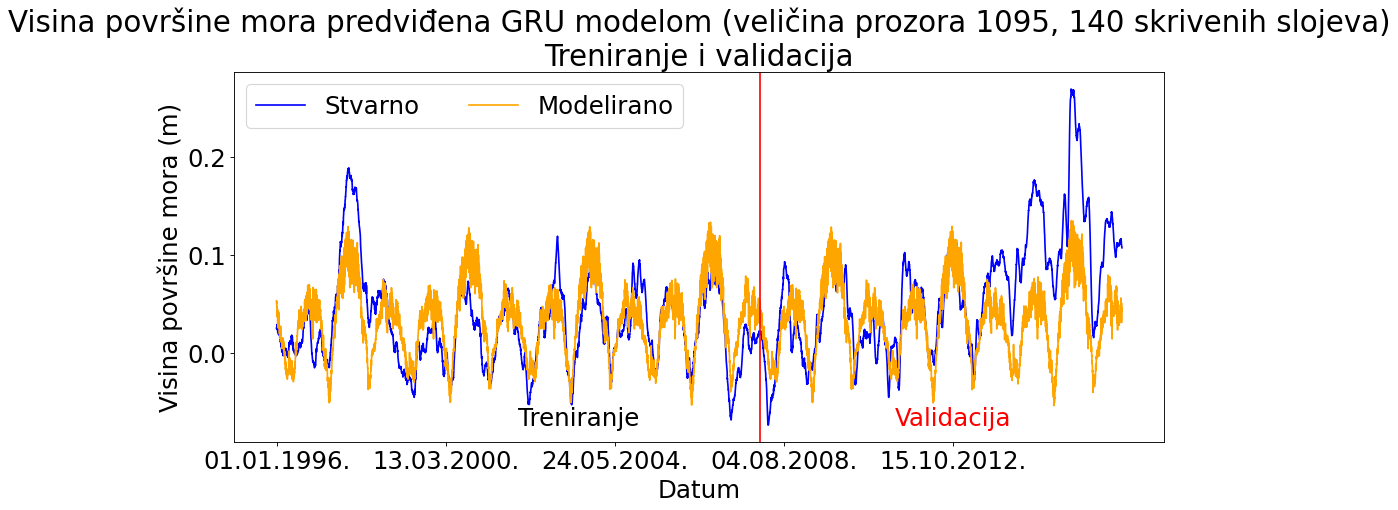 Visina površine mora predviđena GRU modelom (veličina prozora 1095, 140 skrivenih slojeva)
Treniranje i validacija
Stvarno
Modelirano
Visina površine mora (m)
0.2
0.1
0.0
Treniranje
Validacija
01.01.1996.
13.03.2000.
24.05.2004.
04.08.2008.
15.10.2012.
Datum